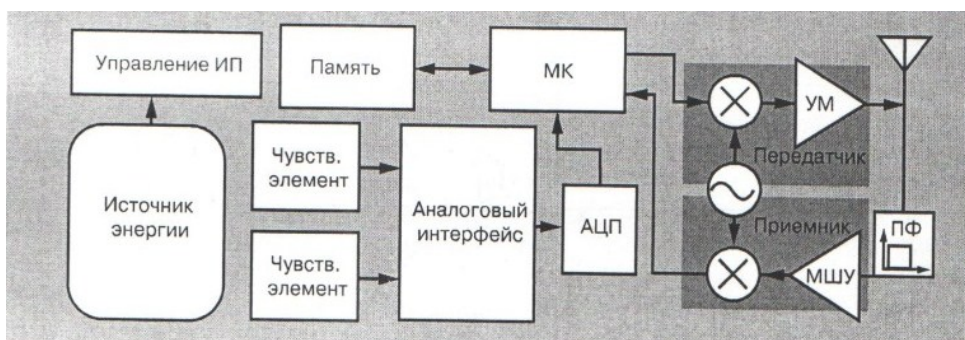 Управление ИП
Память
МК
УМ
Передатчик
Источник
энергии
Чувств.
элемент
Чувств.
элемент
Аналоговый
интерфейс
АЦП
Приемник
МШУ
ПФ